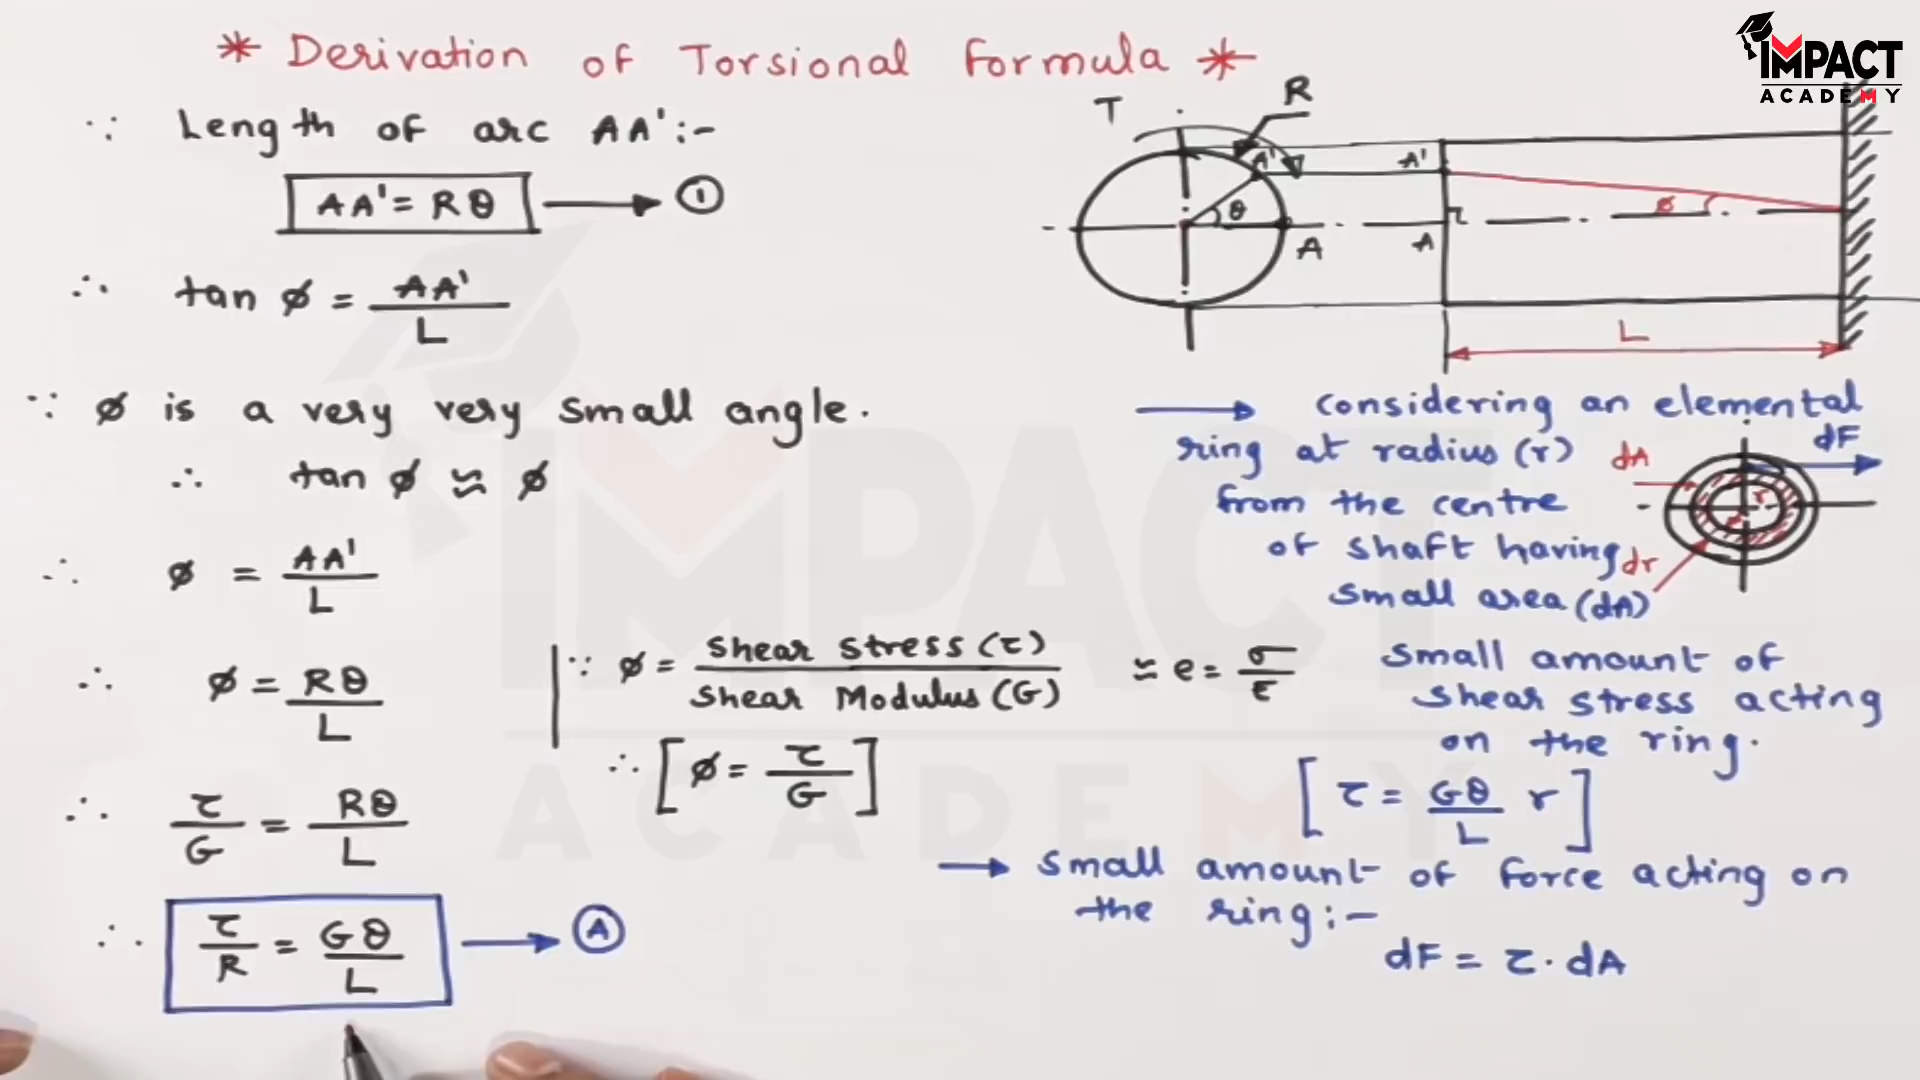 * Derivation of Torsional formula *
IMPACT
ACADEMY
∵ Length of arc AA':-
AA' = Rθ → ①
∴ tan ø = AA'/L
∵ ø is a very very small angle.
∴ tan ø ≈ ø
∴ ø = AA'/L
∴ ø = Rθ/L
∵ ø = Shear stress (τ)/Shear Modulus (G) ≈ e = σ/E
∴ [ø = τ/G]
∴ τ/G = Rθ/L
∴ τ/R = Gθ/L → Ⓐ
T
R
A'
A'
θ
ø
A
A
L
→ considering an elemental
ring at radius (r)
from the centre
of shaft having
small area (dA)
dF
dA
r
dr
small amount of
shear stress acting
on the ring.
[τ = Gθ/L r]
→ small amount of force acting on
the ring:-
dF = τ. dA
IMPACT
ACADEMY